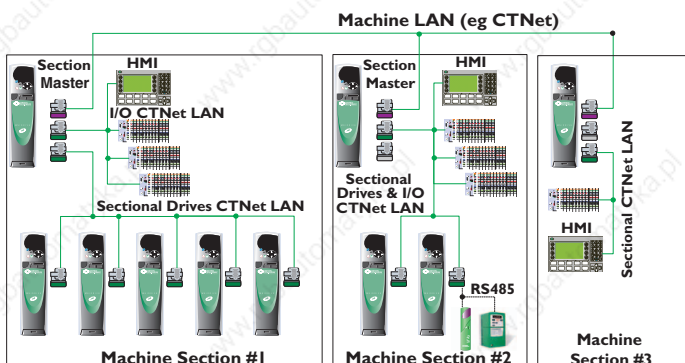 Machine LAN (eg CTNet)
Section
Master
HMI
I/O CTNet LAN
Sectional Drives CTNet LAN
Machine Section #1
Section
Master
HMI
Sectional
Drives & I/O
CTNet LAN
RS485
Machine Section #2
Sectional CTNet LAN
HMI
Machine
Section #3